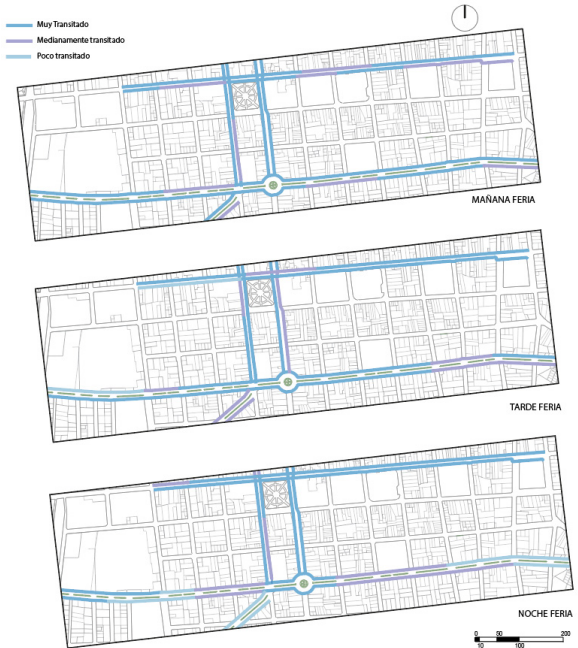 Muy Transitado
Medianamente transitado
Poco transitado
MAÑANA FERIA
TARDE FERIA
NOCHE FERIA
0 50 200
10 100